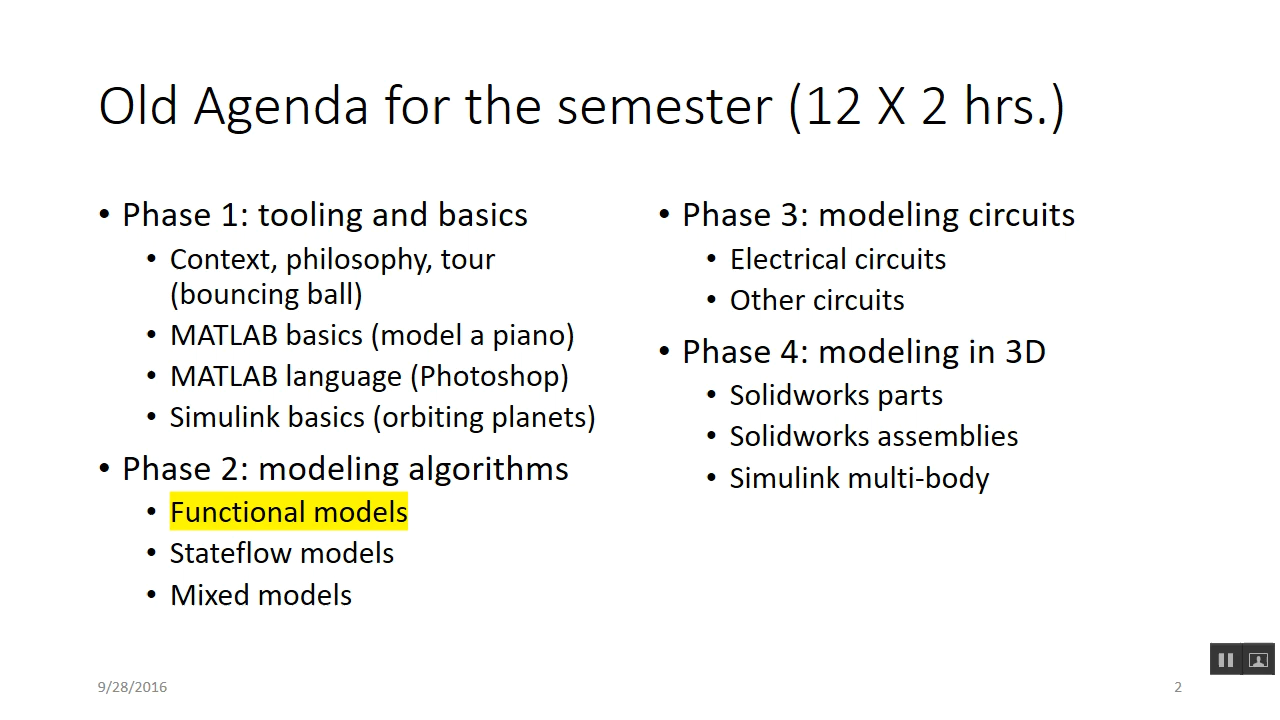 Old Agenda for the semester (12 X 2 hrs.)
• Phase 1: tooling and basics
• Context, philosophy, tour
(bouncing ball)
• MATLAB basics (model a piano)
• MATLAB language (Photoshop)
• Simulink basics (orbiting planets)
• Phase 2: modeling algorithms
• Functional models
• Stateflow models
• Mixed models
• Phase 3: modeling circuits
• Electrical circuits
• Other circuits
• Phase 4: modeling in 3D
• Solidworks parts
• Solidworks assemblies
• Simulink multi-body
9/28/2016
2